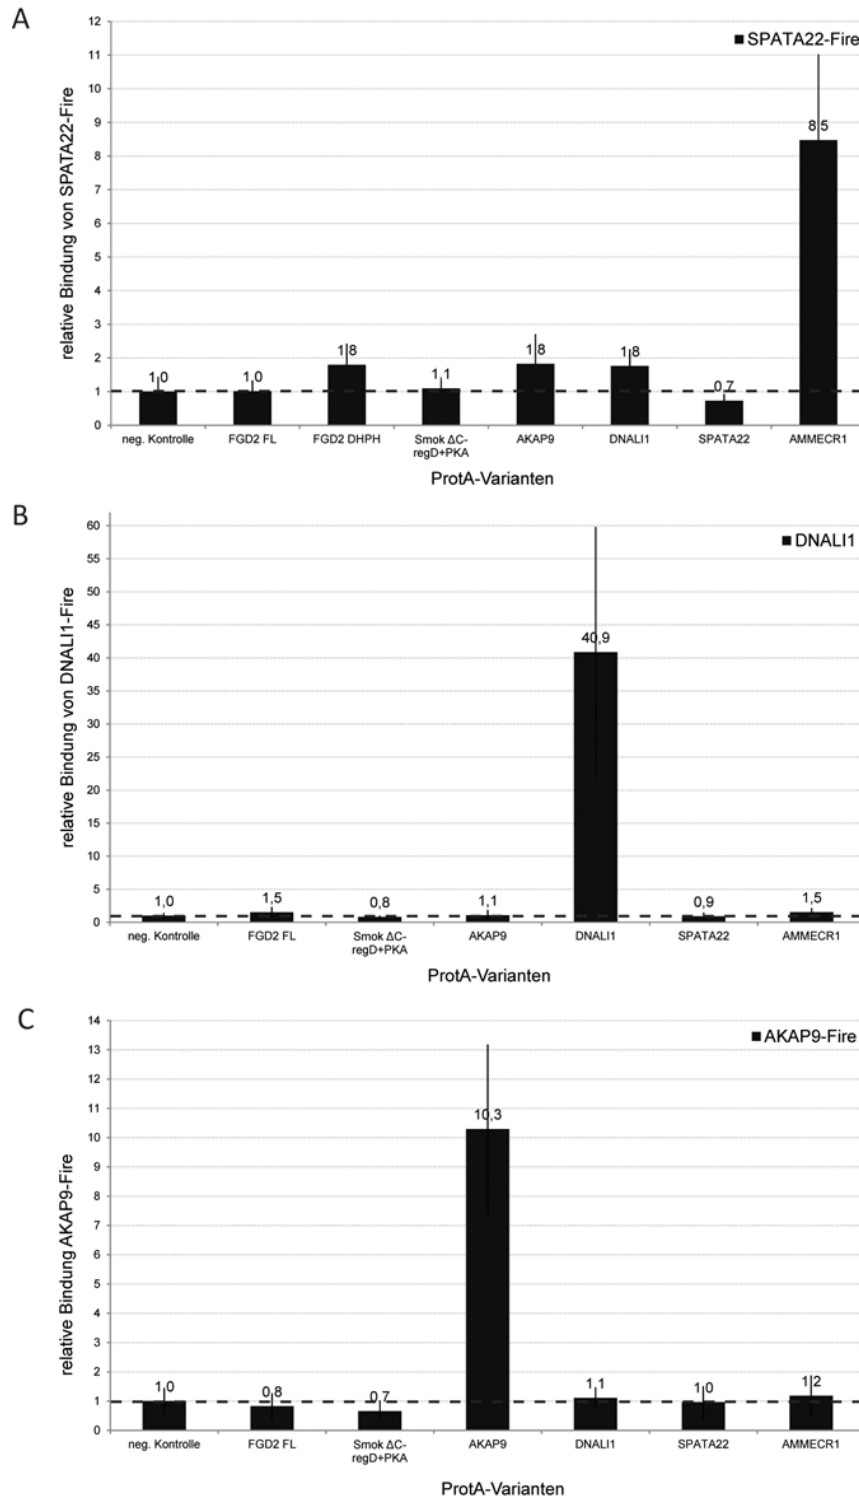 A
12
11
10
9
8
7
6
5
4
3
2
1
0
relative Bindung von SPATA22-Fire
SPATA22-Fire
1,0
1,0
1,8
1,1
1,8
1,8
0,7
8,5
neg. Kontrolle
FGD2 FL
FGD2 DHPH
Smok ΔC-
regD+PKA
AKAP9
DNALI1
SPATA22
AMMECR1
ProtA-Varianten
B
60
55
50
45
40
35
30
25
20
15
10
5
0
relative Bindung von DNALI1-Fire
DNALI1
1,0
1,5
0,8
1,1
40,9
0,9
1,5
neg. Kontrolle
FGD2 FL
Smok ΔC-
regD+PKA
AKAP9
DNALI1
SPATA22
AMMECR1
ProtA-Varianten
C
14
13
12
11
10
9
8
7
6
5
4
3
2
1
0
relative Bindung AKAP9-Fire
AKAP9-Fire
1,0
0,8
0,7
10,3
1,1
1,0
1,2
neg. Kontrolle
FGD2 FL
Smok ΔC-
regD+PKA
AKAP9
DNALI1
SPATA22
AMMECR1
ProtA-Varianten